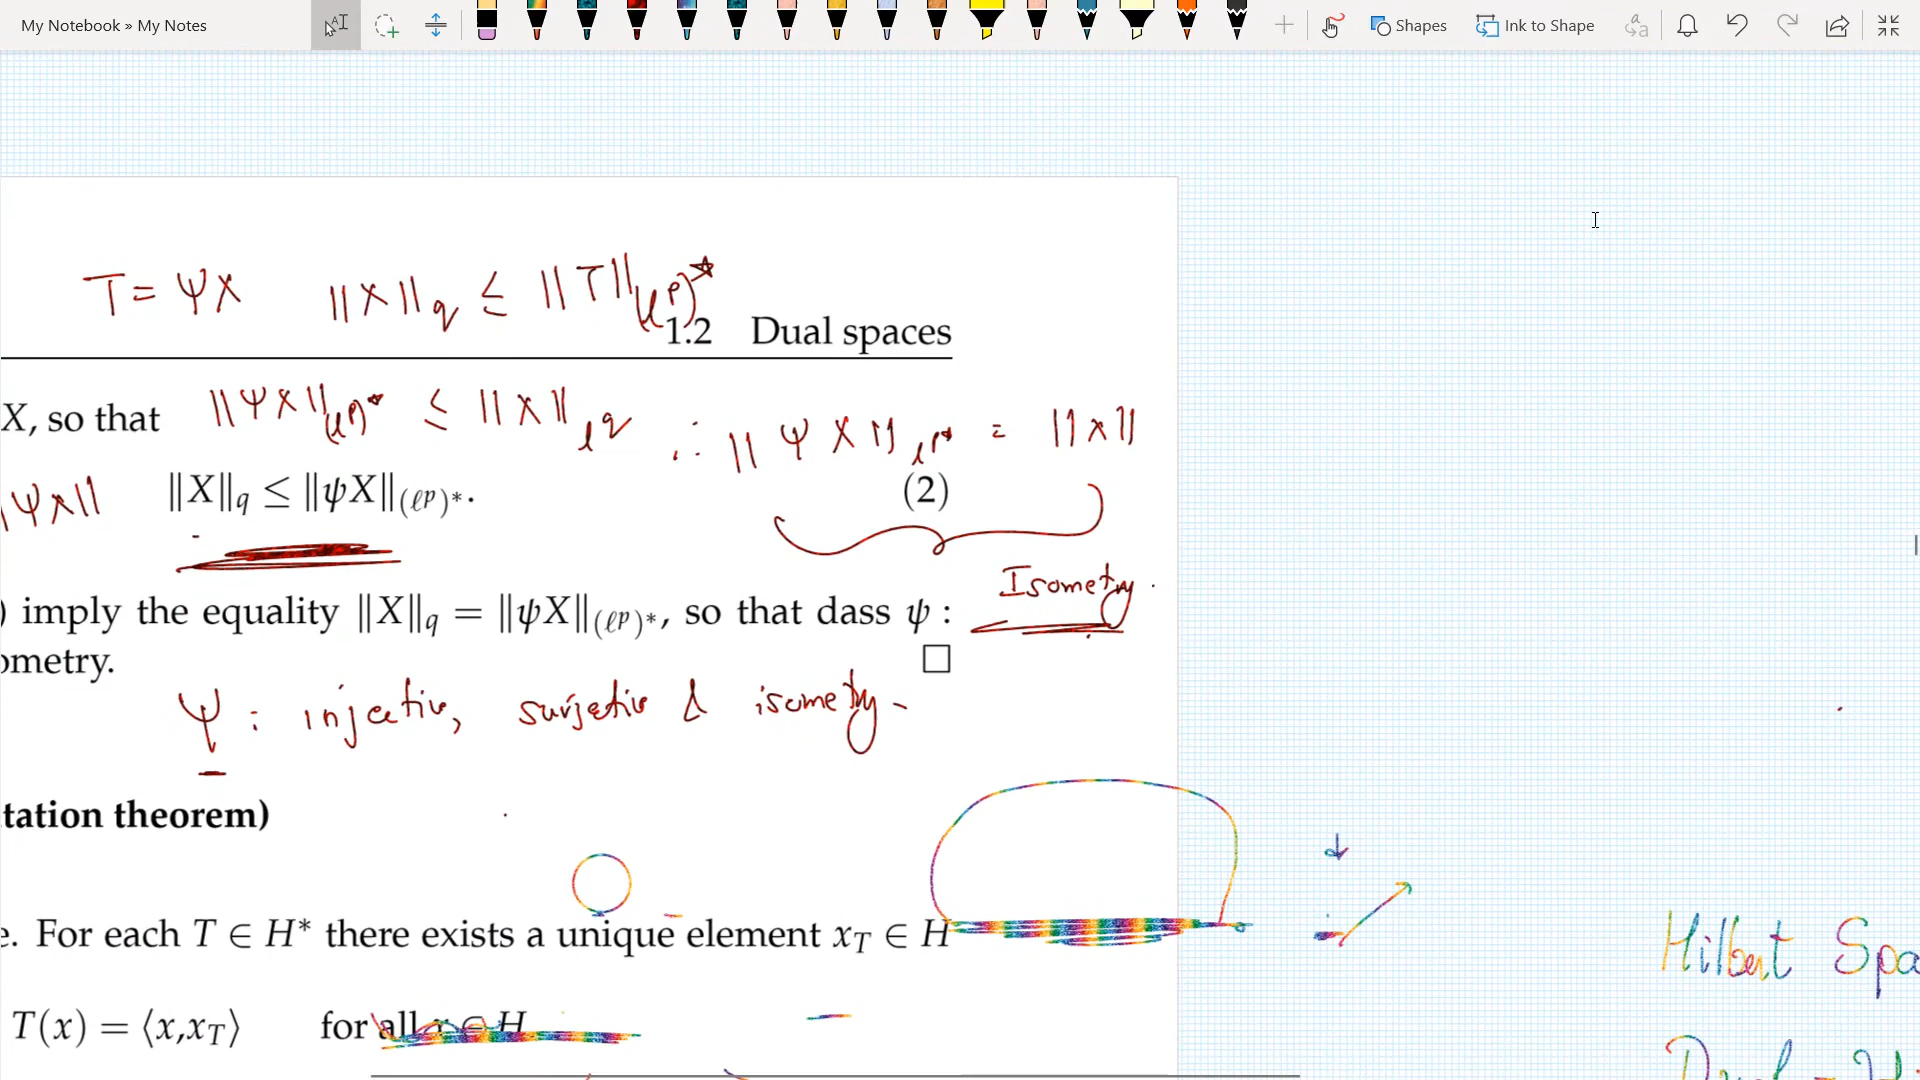 My Notebook » My Notes
Shapes
Ink to Shape
T = ΨX ||X||q ≤ ||T||(ℓp)*
1.2 Dual spaces
X, so that ||ΨX||(ℓp)* ≤ ||X||ℓq ∴ ||ΨX||ℓp* = ||X||
ΨX|| ‖X‖q ≤ ‖ψX‖(ℓp)*. (2)
Isometry.
) imply the equality ‖X‖q = ‖ψX‖(ℓp)*, so that dass ψ :
ometry. □
Ψ : injective, surjective & isometry.
tation theorem)
e. For each T ∈ H* there exists a unique element xT ∈ H
Hilbert Spa
T(x) = ⟨x,xT⟩ for all x ∈ H